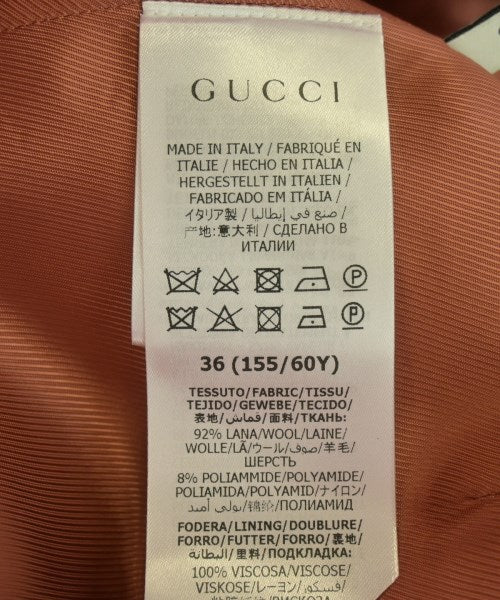 GUCCI
MADE IN ITALY / FABRIQUÉ EN
ITALIE / HECHO EN ITALIA /
HERGESTELLT IN ITALIEN /
FABRICADO EM ITÁLIA /
イタリア製 / صنع في إيطاليا /
产地:意大利 / СДЕЛАНО В
ИТАЛИИ
P
P
36 (155/60Y)
TESSUTO/FABRIC/TISSU/
TEJIDO/GEWEBE/TECIDO/
表地/قماش/面料/ТКАНЬ:
92% LANA/WOOL/LAINE/
WOLLE/LÃ/ウール/صوف/羊毛/
ШЕРСТЬ
8% POLIAMMIDE/POLYAMIDE/
POLIAMIDA/POLYAMID/ナイロン/
بولي أميد/锦纶/ПОЛИАМИД
FODERA/LINING/DOUBLURE/
FORRO/FUTTER/FORRO/裏地/
البطانة/里料/ПОДКЛАДКА:
100% VISCOSA/VISCOSE/
VISKOSE/レーヨン/فسكوز/
ВИСКОЗА